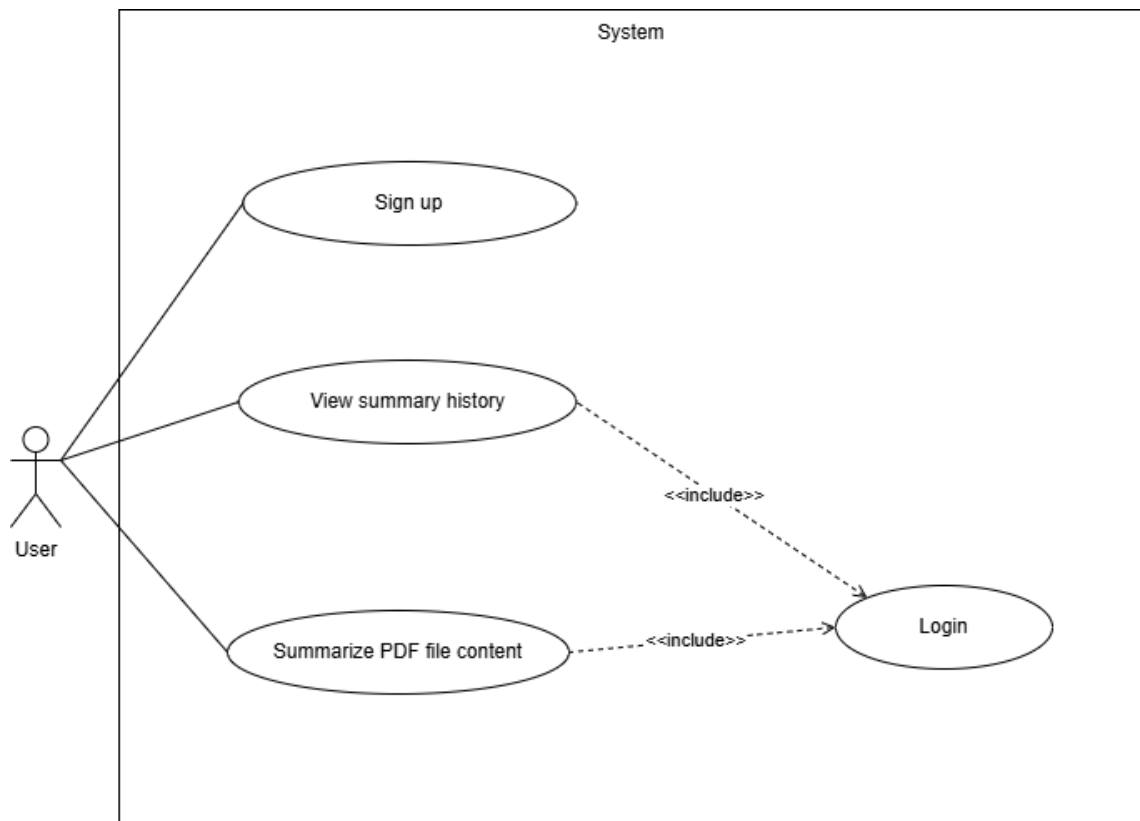 System
Sign up
View summary history
<<include>>
User
Login
<<include>>
Summarize PDF file content